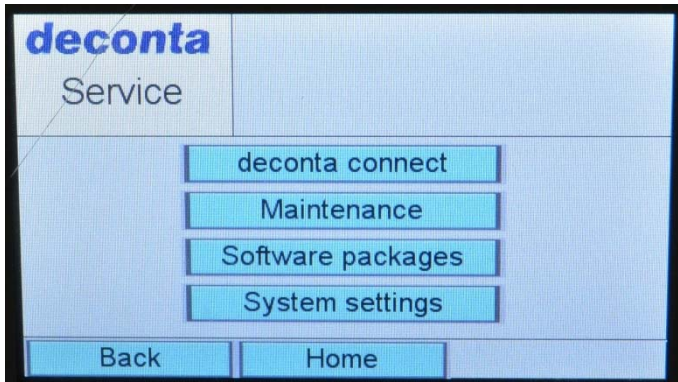 deconta
Service
deconta connect
Maintenance
Software packages
System settings
Back
Home